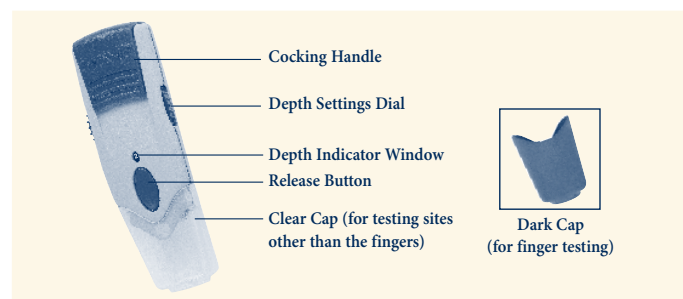 Cocking Handle
Depth Settings Dial
Depth Indicator Window
Release Button
Clear Cap (for testing sites
other than the fingers)
Dark Cap
(for finger testing)